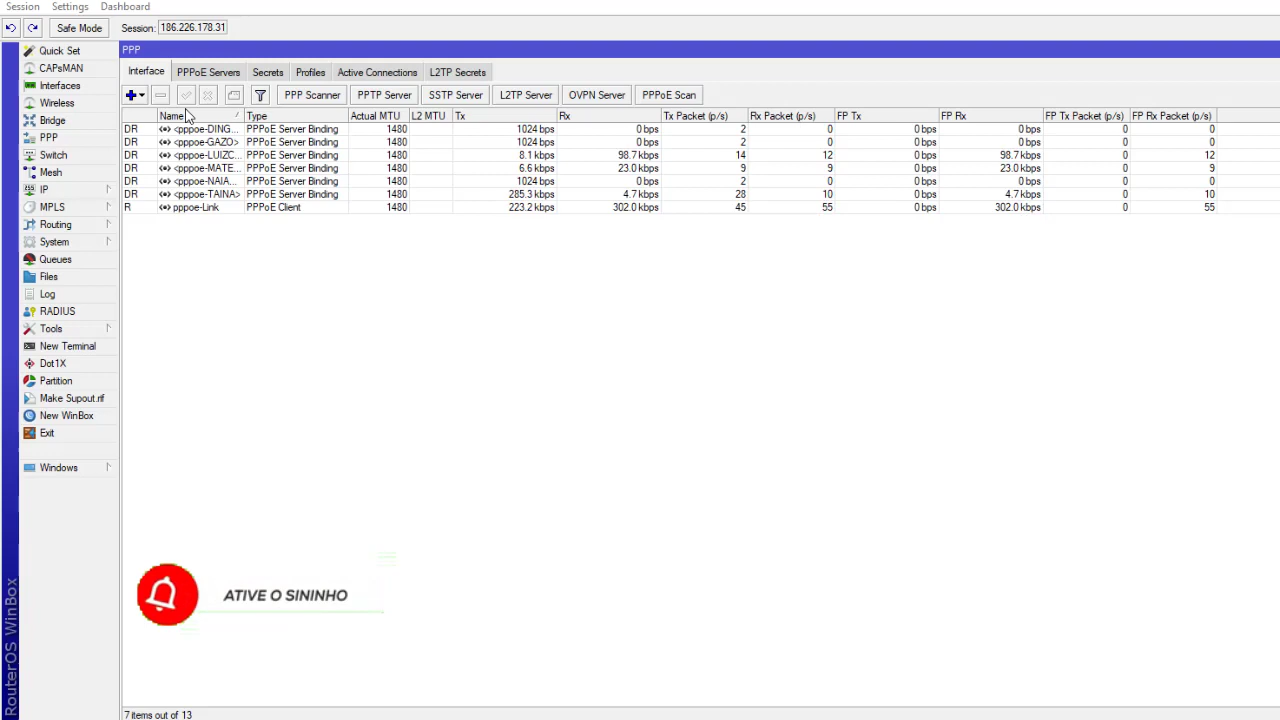 Session Settings Dashboard
Safe Mode Session: 186.226.178.31
Quick Set
CAPsMAN
Interfaces
Wireless
Bridge
PPP
Switch
Mesh
IP
MPLS
Routing
System
Queues
Files
Log
RADIUS
Tools
New Terminal
Dot1X
Partition
Make Supout.rif
New WinBox
Exit
Windows
RouterOS WinBox
PPP
Interface PPPoE Servers Secrets Profiles Active Connections L2TP Secrets
PPP Scanner PPTP Server SSTP Server L2TP Server OVPN Server PPPoE Scan
Name Type Actual MTU L2 MTU Tx Rx Tx Packet (p/s) Rx Packet (p/s) FP Tx FP Rx FP Tx Packet (p/s) FP Rx Packet (p/s)
DR <pppoe-DING... PPPoE Server Binding 1480 1024 bps 0 bps 2 0 0 bps 0 bps 0 0
DR <pppoe-GAZO> PPPoE Server Binding 1480 1024 bps 0 bps 2 0 0 bps 0 bps 0 0
DR <pppoe-LUIZC... PPPoE Server Binding 1480 8.1 kbps 98.7 kbps 14 12 0 bps 98.7 kbps 0 12
DR <pppoe-MATE... PPPoE Server Binding 1480 6.6 kbps 23.0 kbps 9 9 0 bps 23.0 kbps 0 9
DR <pppoe-NAIA... PPPoE Server Binding 1480 1024 bps 0 bps 2 0 0 bps 0 bps 0 0
DR <pppoe-TAINA> PPPoE Server Binding 1480 285.3 kbps 4.7 kbps 28 10 0 bps 4.7 kbps 0 10
R pppoe-Link PPPoE Client 1480 223.2 kbps 302.0 kbps 45 55 0 bps 302.0 kbps 0 55
ATIVE O SININHO
7 items out of 13